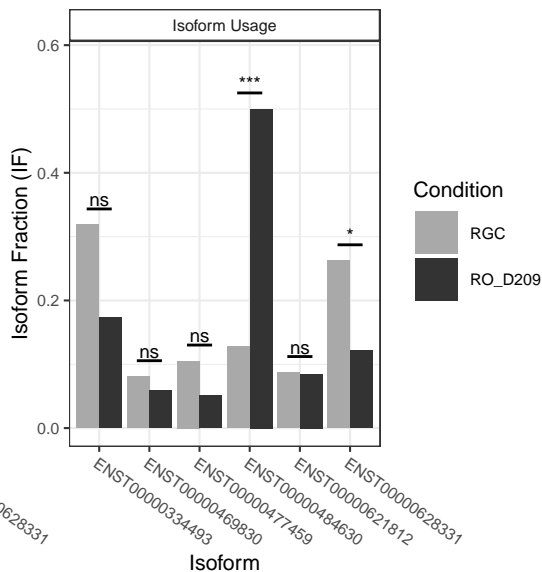 Isoform Usage
0.6
0.4
0.2
0.0
Isoform Fraction (IF)
ns
ns
ns
***
ns
*
Condition
RGC
RO_D209
0628331
ENST00000334493
ENST00000469830
ENST00000477459
ENST00000484630
ENST00000621812
ENST00000628331
Isoform